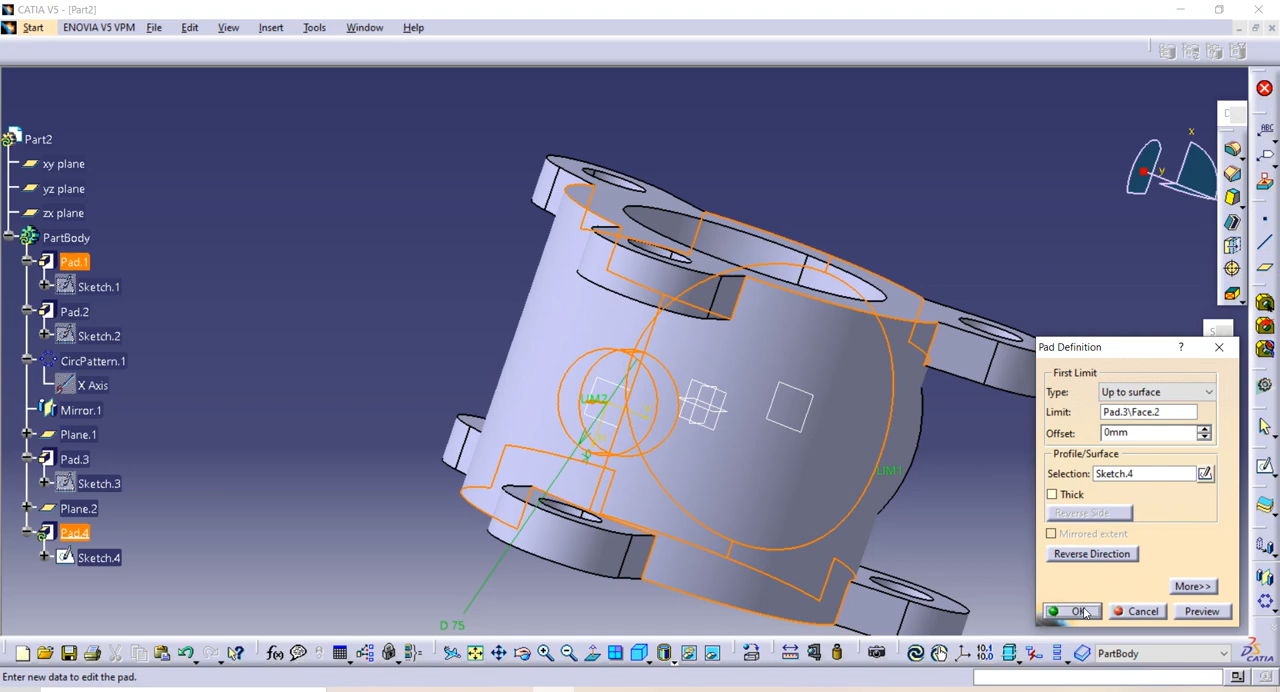 CATIA V5 - [Part2]
Start ENOVIA V5 VPM File Edit View Insert Tools Window Help
Part2
xy plane
yz plane
zx plane
PartBody
Pad.1
Sketch.1
Pad.2
Sketch.2
CircPattern.1
X Axis
Mirror.1
Plane.1
Pad.3
Sketch.3
Plane.2
Pad.4
Sketch.4
x
y
ABC
LIM2
LIM1
D 75
Pad Definition ?
First Limit
Type: Up to surface
Limit: Pad.3\Face.2
Offset: 0mm
Profile/Surface
Selection: Sketch.4
Thick
Reverse Side
Mirrored extent
Reverse Direction
More>>
OK Cancel Preview
f(x) PartBody
CATIA
Enter new data to edit the pad.